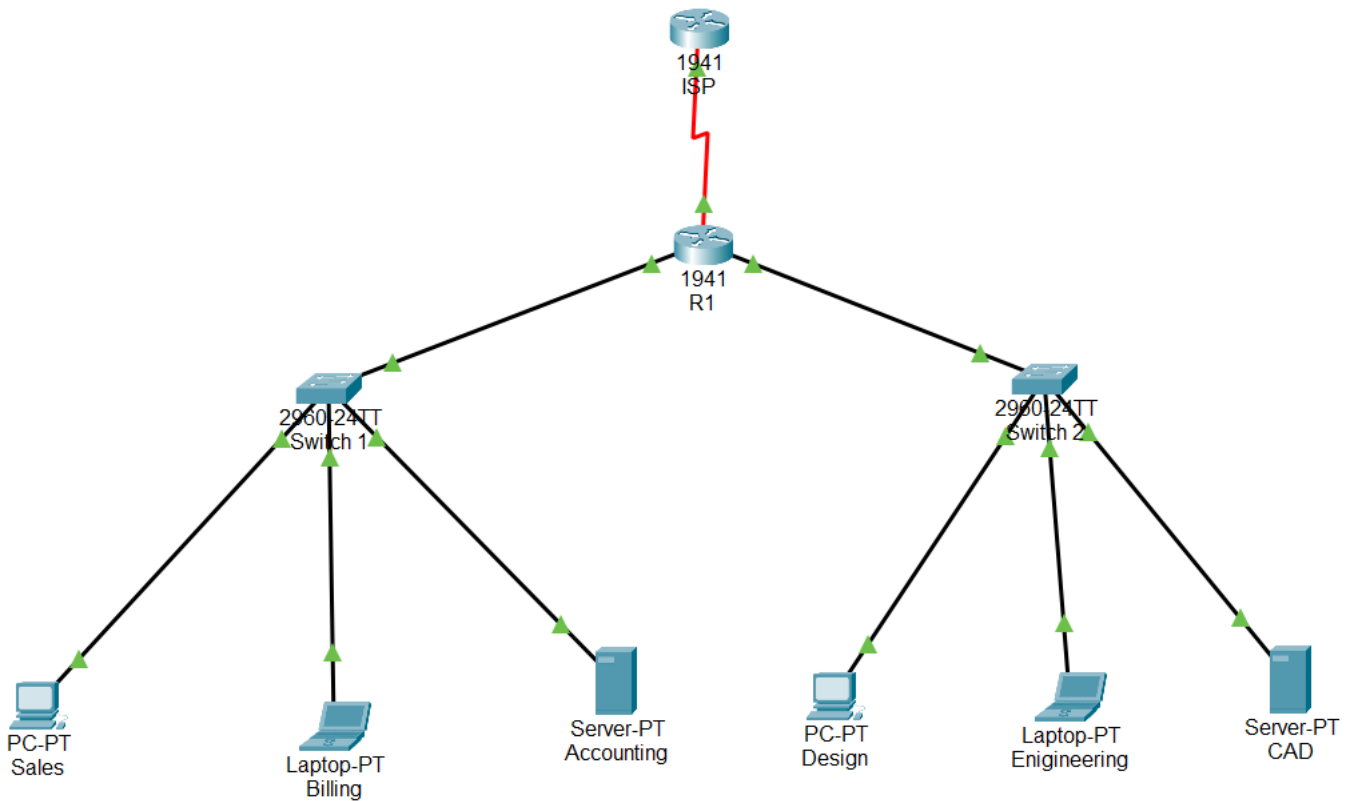 1941
ISP
1941
R1
2960-24TT
Switch 1
2960-24TT
Switch 2
PC-PT
Sales
Laptop-PT
Billing
Server-PT
Accounting
PC-PT
Design
Laptop-PT
Enigineering
Server-PT
CAD